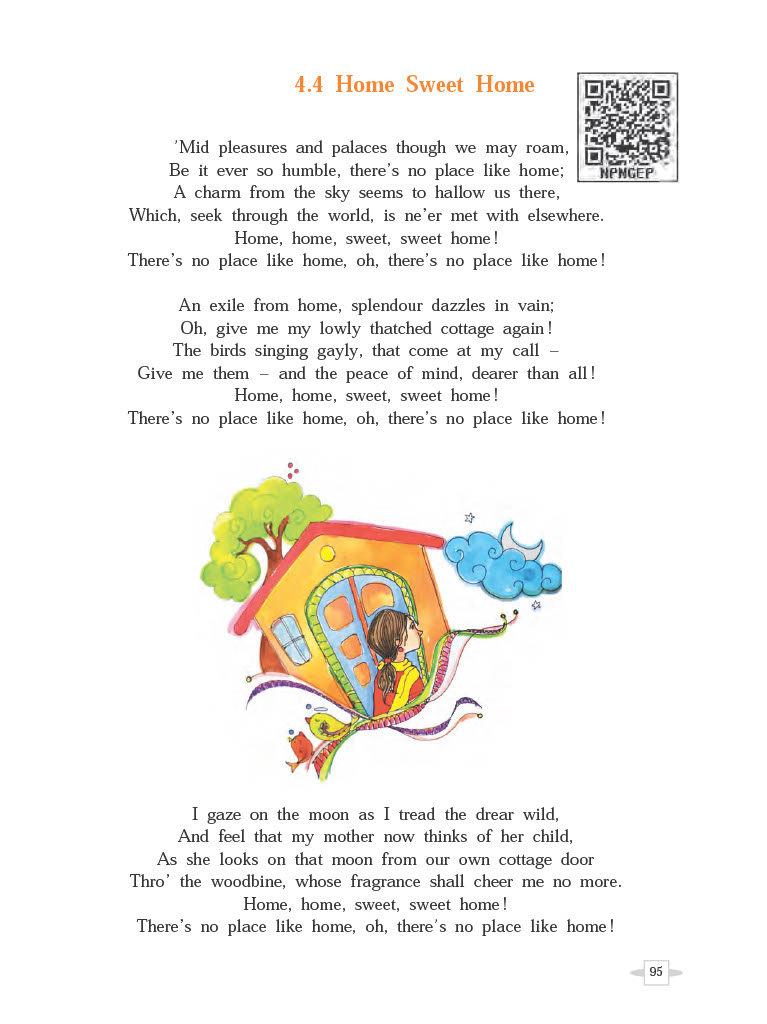 4.4 Home Sweet Home
NPNGEP
'Mid pleasures and palaces though we may roam,
Be it ever so humble, there's no place like home;
A charm from the sky seems to hallow us there,
Which, seek through the world, is ne'er met with elsewhere.
Home, home, sweet, sweet home !
There's no place like home, oh, there's no place like home !
An exile from home, splendour dazzles in vain;
Oh, give me my lowly thatched cottage again !
The birds singing gayly, that come at my call –
Give me them – and the peace of mind, dearer than all !
Home, home, sweet, sweet home !
There's no place like home, oh, there's no place like home !
I gaze on the moon as I tread the drear wild,
And feel that my mother now thinks of her child,
As she looks on that moon from our own cottage door
Thro' the woodbine, whose fragrance shall cheer me no more.
Home, home, sweet, sweet home !
There's no place like home, oh, there's no place like home !
95